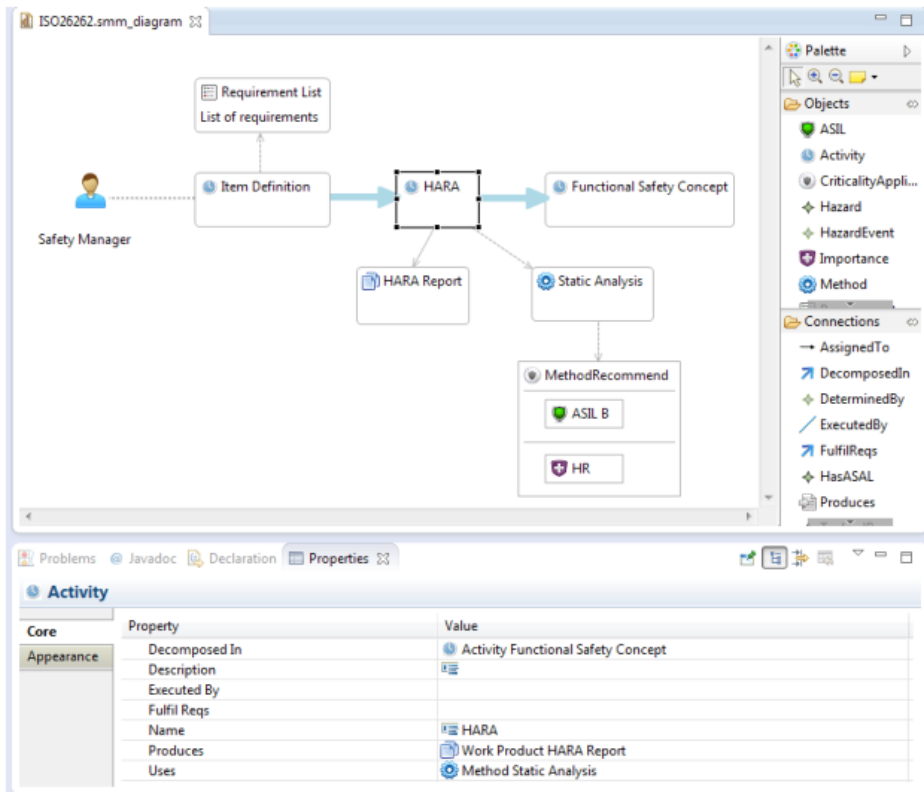 ISO26262.smm_diagram
Requirement List
List of requirements
Item Definition
HARA
Functional Safety Concept
Safety Manager
HARA Report
Static Analysis
MethodRecommend
ASIL B
HR
Palette
Objects
ASIL
Activity
CriticalityAppli...
Hazard
HazardEvent
Importance
Method
Connections
AssignedTo
DecomposedIn
DeterminedBy
ExecutedBy
FulfilReqs
HasASAL
Produces
Problems @ Javadoc Declaration Properties
Activity
Core
Appearance
Property Value
Decomposed In Activity Functional Safety Concept
Description
Executed By
Fulfil Reqs
Name HARA
Produces Work Product HARA Report
Uses Method Static Analysis